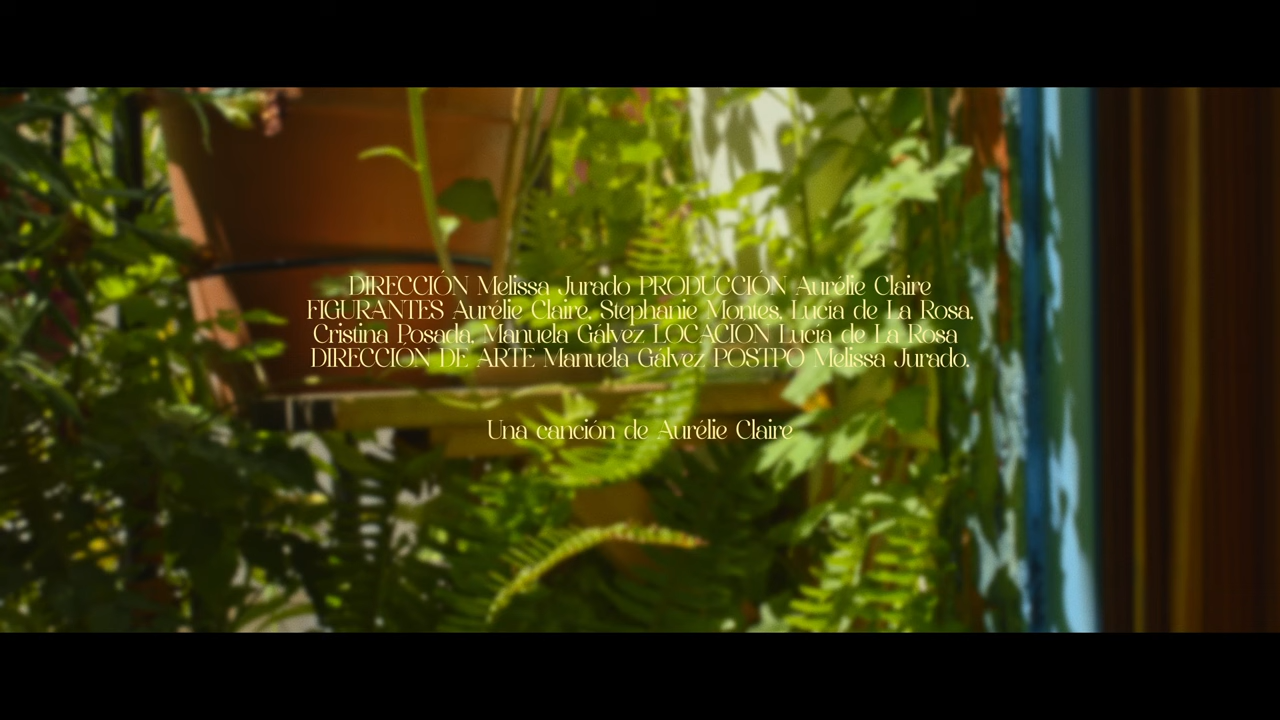 DIRECCIÓN Melissa Jurado PRODUCCIÓN Aurélie Claire
FIGURANTES Aurélie Claire, Stephanie Montes, Lucía de La Rosa,
Cristina Posada, Manuela Gálvez LOCACIÓN Lucía de La Rosa
DIRECCIÓN DE ARTE Manuela Gálvez POSTPO Melissa Jurado.
Una canción de Aurélie Claire